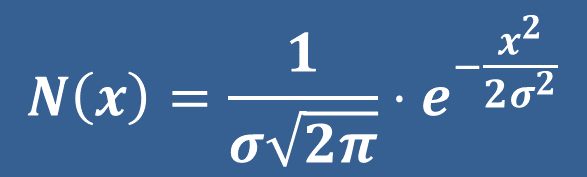 N(x) = 1/(σ√(2π)) · e^(-x²/(2σ²))